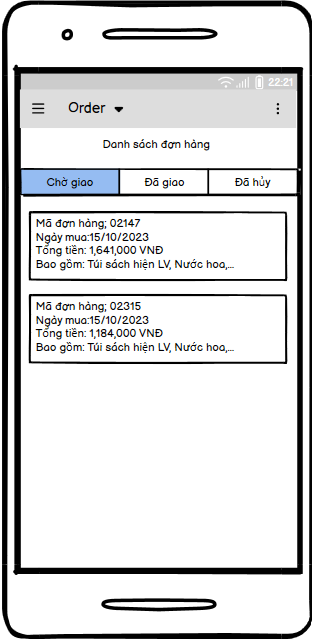 22:21
Order
Danh sách đợn hàng
Chờ giao
Đã giao
Đã hủy
Mã đơn hàng; 02147
Ngày mua:15/10/2023
Tổng tiền: 1,641,000 VNĐ
Bao gồm: Túi sách hiện LV, Nước hoa,...
Mã đơn hàng; 02315
Ngày mua:15/10/2023
Tổng tiền: 1,184,000 VNĐ
Bao gồm: Túi sách hiện LV, Nước hoa,...